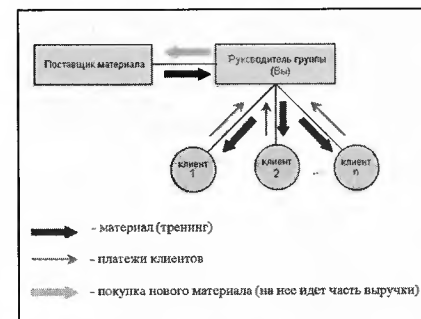 Поставщик материала
Руководитель группы
(Вы)
клиент
1
клиент
2
..
клиент
n
- материал (тренинг)
- платежи клиентов
- покупка нового материала (на нее идет часть выручки)